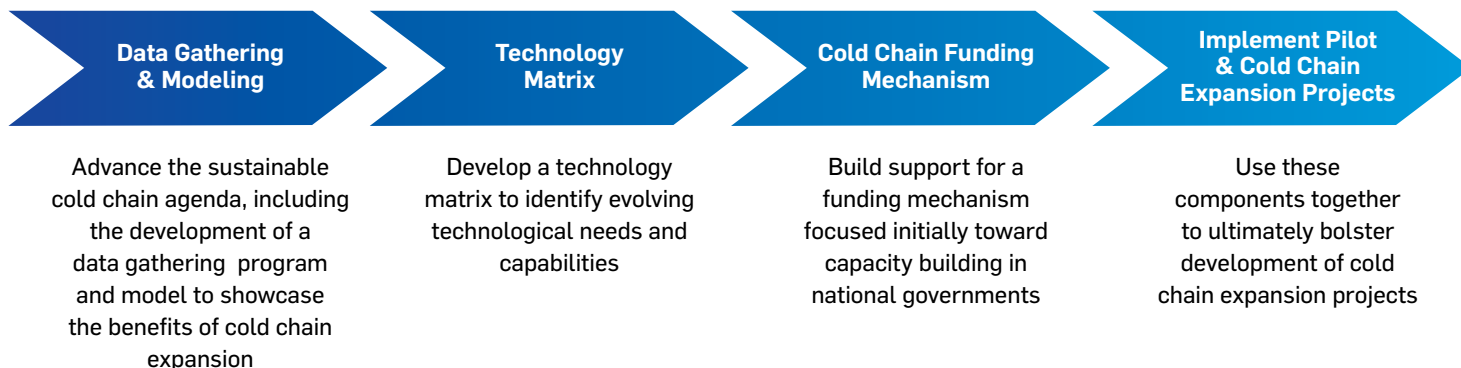 Data Gathering
& Modeling
Technology
Matrix
Cold Chain Funding
Mechanism
Implement Pilot
& Cold Chain
Expansion Projects
Advance the sustainable
cold chain agenda, including
the development of a
data gathering program
and model to showcase
the benefits of cold chain
expansion
Develop a technology
matrix to identify evolving
technological needs and
capabilities
Build support for a
funding mechanism
focused initially toward
capacity building in
national governments
Use these
components together
to ultimately bolster
development of cold
chain expansion projects